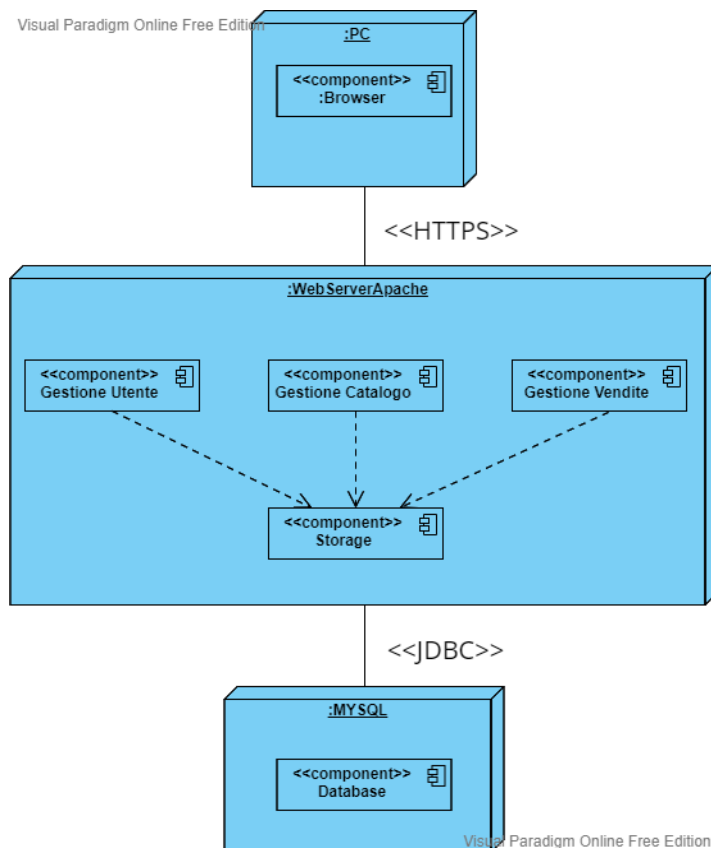 Visual Paradigm Online Free Edition
:PC
<<component>>
:Browser
<<HTTPS>>
:WebServerApache
<<component>>
Gestione Utente
<<component>>
Gestione Catalogo
<<component>>
Gestione Vendite
<<component>>
Storage
<<JDBC>>
:MYSQL
<<component>>
Database
Visual Paradigm Online Free Edition